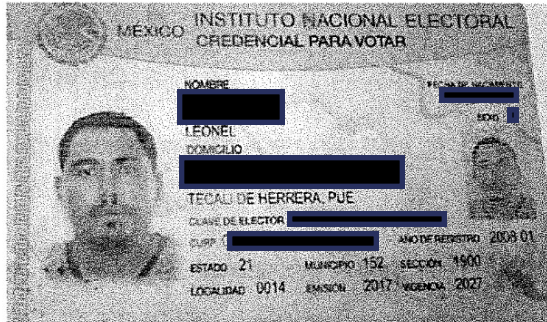 MÉXICO INSTITUTO NACIONAL ELECTORAL
CREDENCIAL PARA VOTAR
NOMBRE FECHA DE NACIMIENTO
LEONEL
SEXO
DOMICILIO
TECALI DE HERRERA, PUE
CLAVE DE ELECTOR
CURP AÑO DE REGISTRO 2008 01
ESTADO 21 MUNICIPIO 152 SECCIÓN 1900
LOCALIDAD 0014 EMISIÓN 2017 VIGENCIA 2027